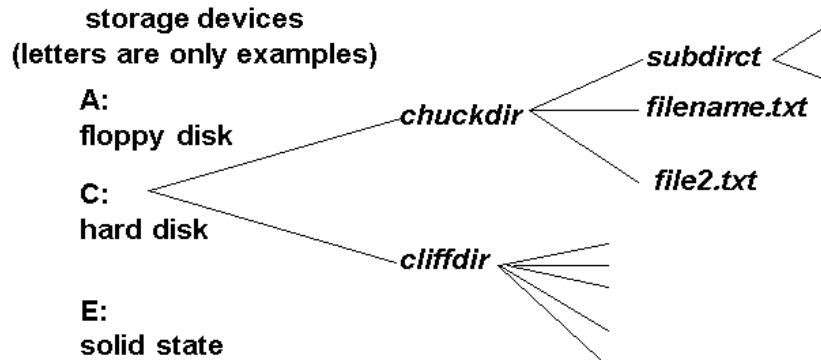 storage devices
(letters are only examples)
A:
floppy disk
C:
hard disk
E:
solid state
chuckdir
cliffdir
subdirct
filename.txt
file2.txt